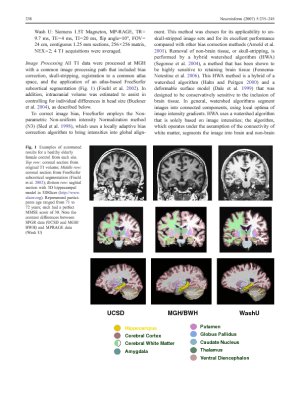 238
Neuroinform (2007) 5:235–245
Wash U: Siemens 1.5T Magnetom, MP-RAGE, TR=
9.7 ms, TE=4 ms, TI=20 ms, flip angle=10°, FOV=
24 cm, contiguous 1.25 mm sections, 256×256 matrix,
NEX=2, 4 T1 acquisitions were averaged.
Image Processing All T1 data were processed at MGH
with a common image processing path that included bias
correction, skull-stripping, registration to a common atlas
space, and the application of an atlas-based FreeSurfer
subcortical segmentation (Fig. 1) (Fischl et al. 2002). In
addition, intracranial volume was estimated to assist in
controlling for individual differences in head size (Buckner
et al. 2004), as described below.
To correct image bias, FreeSurfer employs the Non-
parametric Non-uniform intensity Normalization method
(N3) (Sled et al. 1998), which uses a locally adaptive bias
correction algorithm to bring intensities into global align-
ment. This method was chosen for its applicability to un-
skull-stripped image sets and for its excellent performance
compared with other bias correction methods (Arnold et al.
2001). Removal of non-brain tissue, or skull-stripping, is
performed by a hybrid watershed algorithm (HWA)
(Segonne et al. 2004), a method that has been shown to
be highly sensitive to retaining brain tissue (Fennema-
Notestine et al. 2006). This HWA method is a hybrid of a
watershed algorithm (Hahn and Peitgen 2000) and a
deformable surface model (Dale et al. 1999) that was
designed to be conservatively sensitive to the inclusion of
brain tissue. In general, watershed algorithms segment
images into connected components, using local optima of
image intensity gradients. HWA uses a watershed algorithm
that is solely based on image intensities; the algorithm,
which operates under the assumption of the connectivity of
white matter, segments the image into brain and non-brain
Fig. 1 Examples of automated
results for a healthy elderly
female control from each site.
Top row: coronal section from
original T1 volume; Middle row:
coronal section from FreeSurfer
subcortical segmentation (Fischl
et al. 2002); Bottom row: sagittal
section with 3D hippocampal
model in 3DSlicer (http://www.
slicer.org). Represented partici-
pants age ranged from 71 to
72 years; each had a perfect
MMSE score of 30. Note the
contrast differences between
SPGR data (UCSD and MGH/
BWH) and MPRAGE data
(Wash U)
UCSD
MGH/BWH
WashU
Hippocampus
Cerebral Cortex
Cerebral White Matter
Amygdala
Putamen
Globus Pallidus
Caudate Nucleus
Thalamus
Ventral Diencephalon